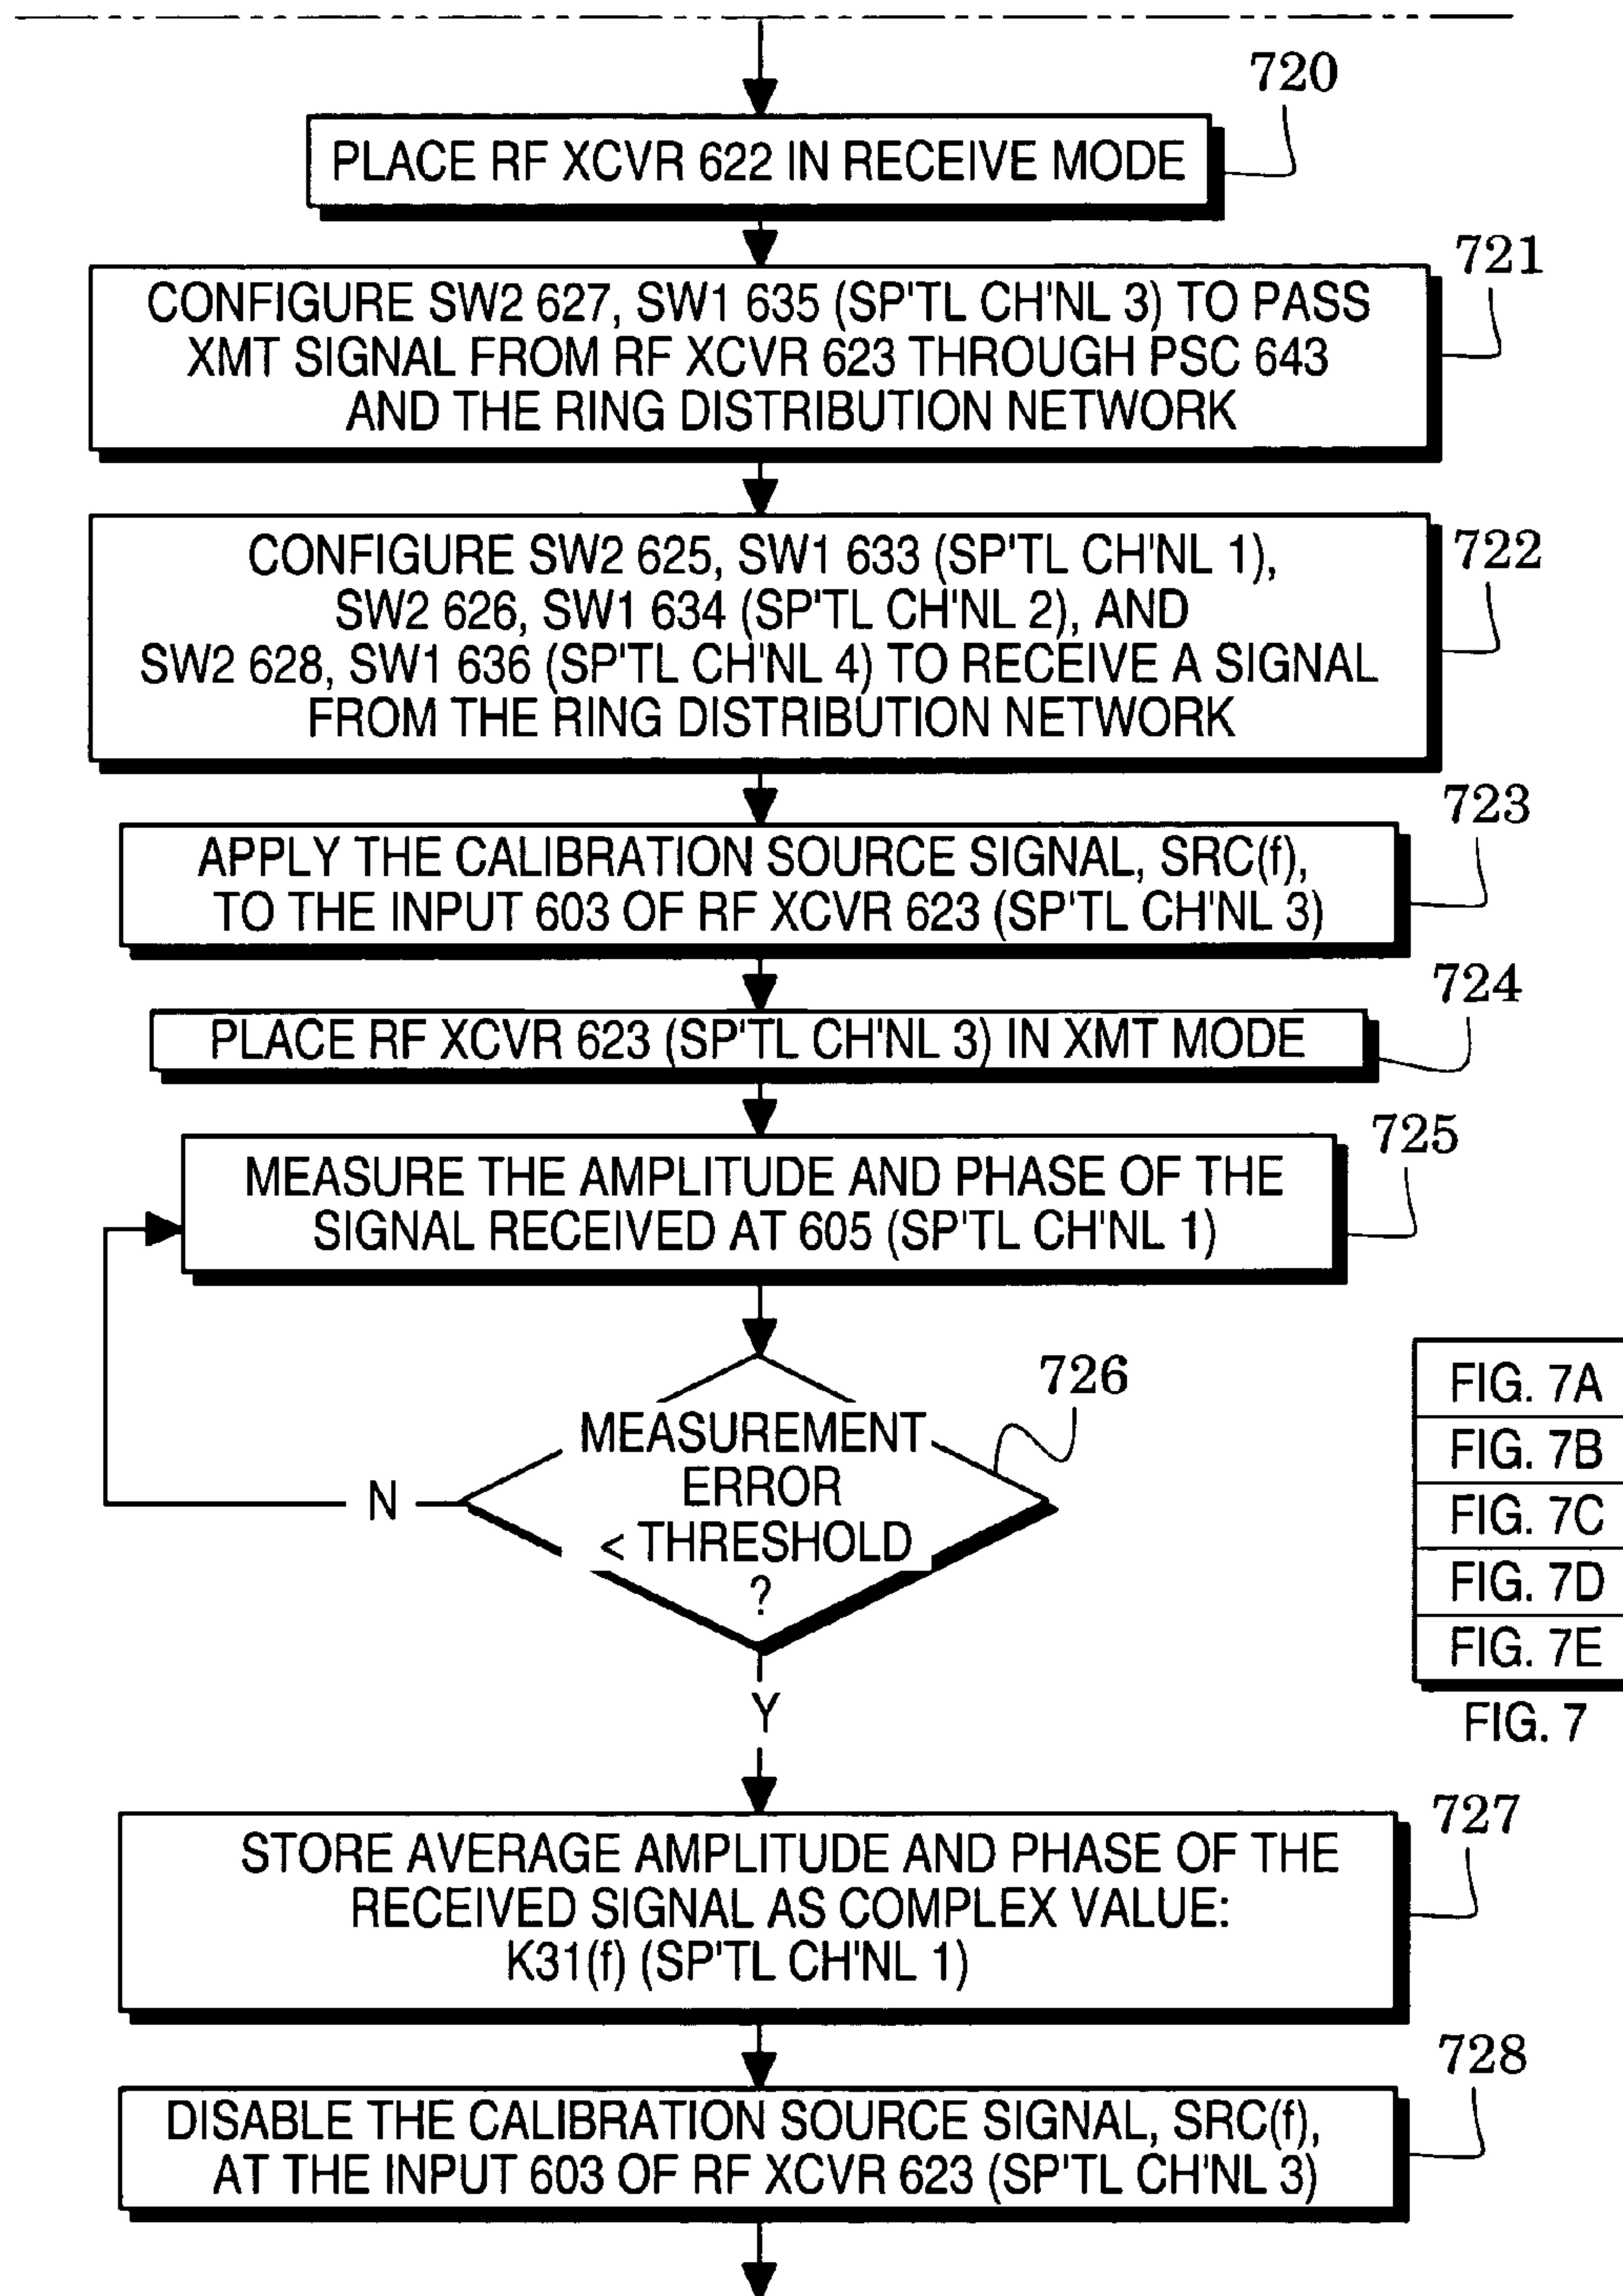 720
PLACE RF XCVR 622 IN RECEIVE MODE
721
CONFIGURE SW2 627, SW1 635 (SP'TL CH'NL 3) TO PASS
XMT SIGNAL FROM RF XCVR 623 THROUGH PSC 643
AND THE RING DISTRIBUTION NETWORK
722
CONFIGURE SW2 625, SW1 633 (SP'TL CH'NL 1),
SW2 626, SW1 634 (SP'TL CH'NL 2), AND
SW2 628, SW1 636 (SP'TL CH'NL 4) TO RECEIVE A SIGNAL
FROM THE RING DISTRIBUTION NETWORK
723
APPLY THE CALIBRATION SOURCE SIGNAL, SRC(f),
TO THE INPUT 603 OF RF XCVR 623 (SP'TL CH'NL 3)
724
PLACE RF XCVR 623 (SP'TL CH'NL 3) IN XMT MODE
725
MEASURE THE AMPLITUDE AND PHASE OF THE
SIGNAL RECEIVED AT 605 (SP'TL CH'NL 1)
726
MEASUREMENT
ERROR
< THRESHOLD
?
N
Y
FIG. 7A
FIG. 7B
FIG. 7C
FIG. 7D
FIG. 7E
FIG. 7
727
STORE AVERAGE AMPLITUDE AND PHASE OF THE
RECEIVED SIGNAL AS COMPLEX VALUE:
K31(f) (SP'TL CH'NL 1)
728
DISABLE THE CALIBRATION SOURCE SIGNAL, SRC(f),
AT THE INPUT 603 OF RF XCVR 623 (SP'TL CH'NL 3)